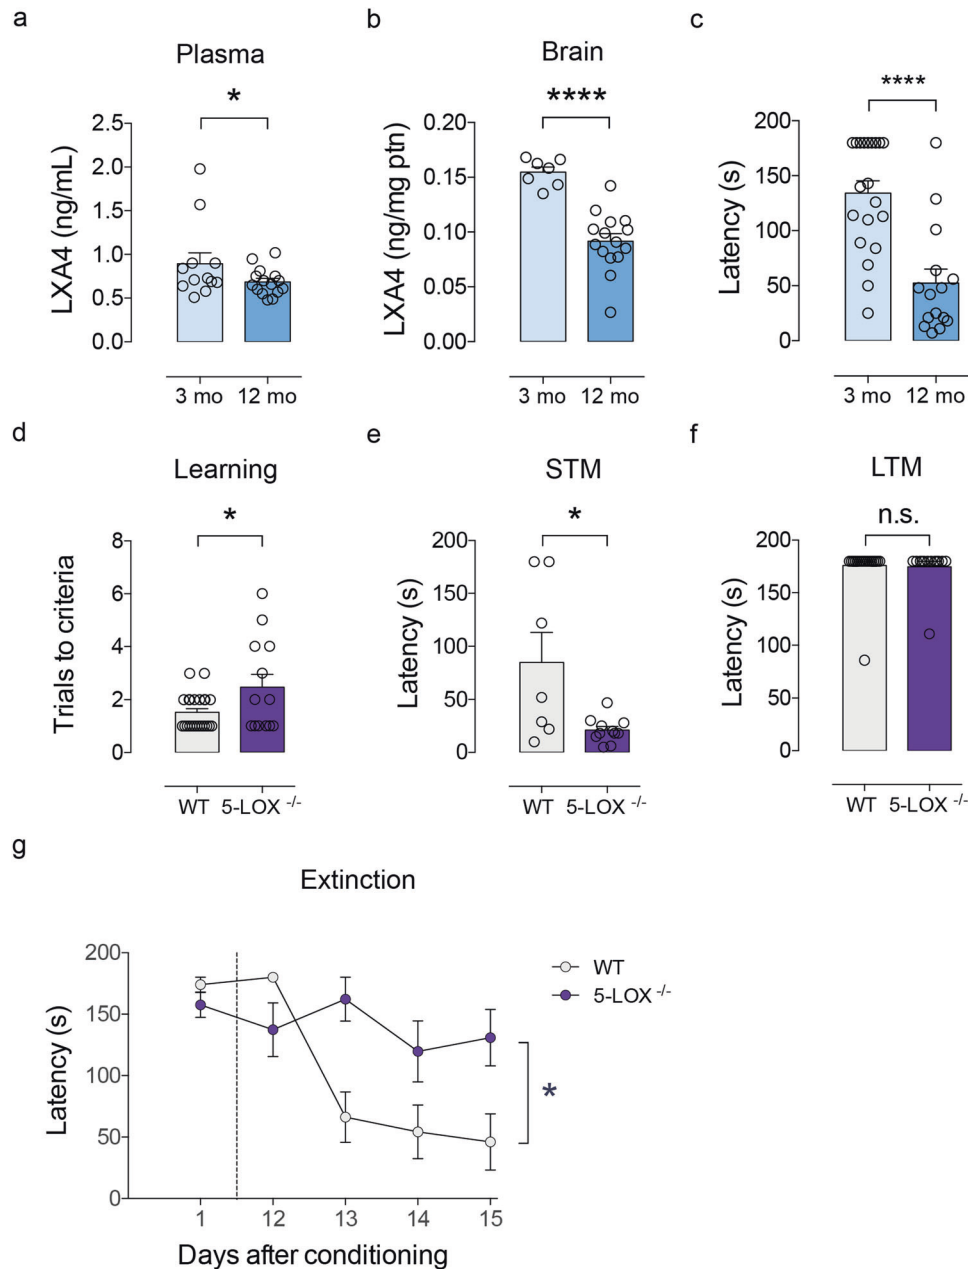 a
Plasma
*
LXA4 (ng/mL)
2.5
2.0
1.5
1.0
0.5
0.0
3 mo 12 mo
b
Brain
****
LXA4 (ng/mg ptn)
0.20
0.15
0.10
0.05
0.00
3 mo 12 mo
c
****
Latency (s)
200
150
100
50
0
3 mo 12 mo
d
Learning
*
Trials to criteria
8
6
4
2
0
WT 5-LOX -/-
e
STM
*
Latency (s)
200
150
100
50
0
WT 5-LOX -/-
f
LTM
n.s.
Latency (s)
200
150
100
50
0
WT 5-LOX -/-
g
Extinction
Latency (s)
200
150
100
50
0
1 12 13 14 15
Days after conditioning
WT
5-LOX -/-
*